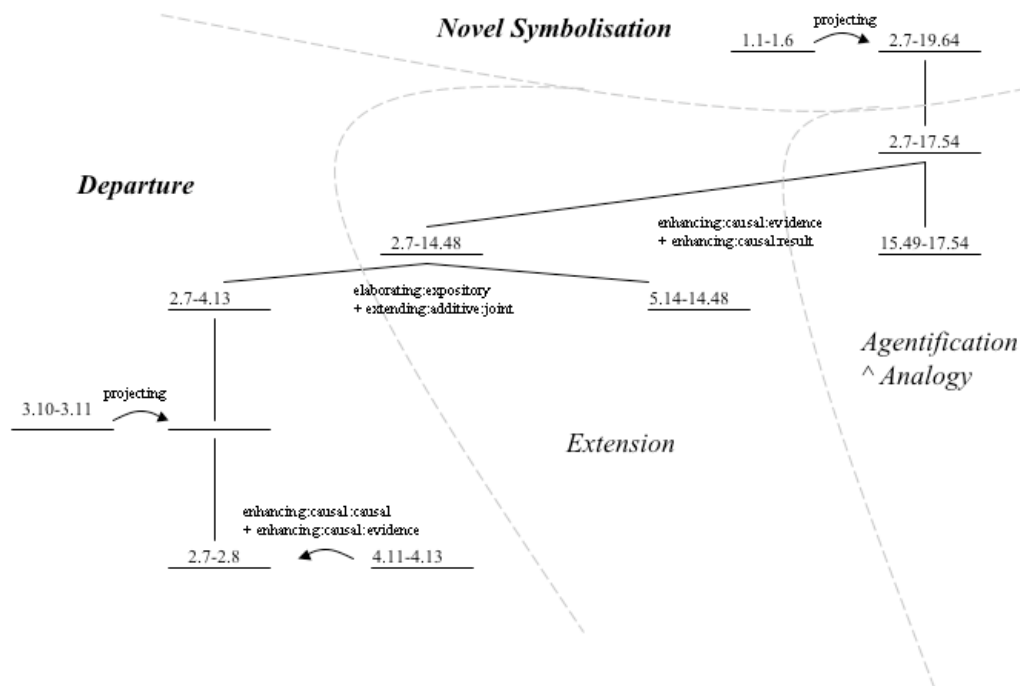 Novel Symbolisation
projecting
1.1-1.6
2.7-19.64
2.7-17.54
Departure
enhancing:causal:evidence
+ enhancing:causal:result
2.7-14.48
15.49-17.54
2.7-4.13
elaborating:expository
+ extending:additive:joint
5.14-14.48
Agentification
^ Analogy
projecting
3.10-3.11
Extension
enhancing:causal:causal
+ enhancing:causal:evidence
2.7-2.8
4.11-4.13